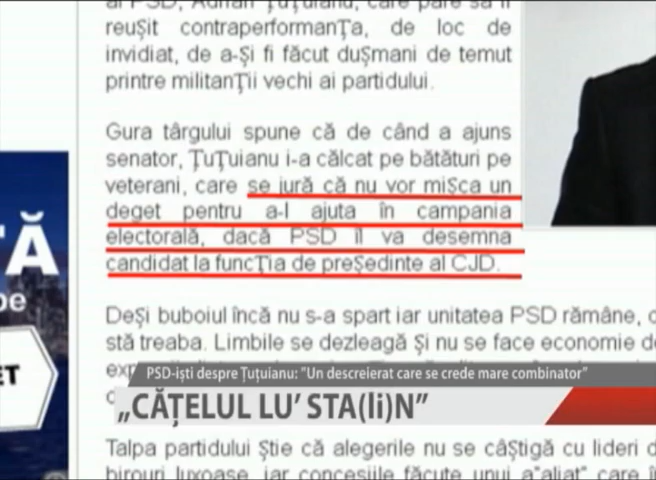 al PSD, Adrian ȚuȚuianu, care pare să fi
reuȘit contraperformanȚa, de loc de
invidiat, de a-Și fi făcut duȘmani de temut
printre militanȚii vechi ai partidului.
Gura târgului spune că de când a ajuns
senator, ȚuȚuianu i-a călcat pe bătături pe
veterani, care se jură că nu vor miȘca un
deget pentru a-l ajuta în campania
electorală, dacă PSD îl va desemna
candidat la funcȚia de preȘedinte al CJD.
DeȘi buboiul încă nu s-a spart iar unitatea PSD rămâne,
stă treaba. Limbile se dezleagă Și nu se face economie de
PSD-iști despre Țuțuianu: "Un descreierat care se crede mare combinator"
„CĂȚELUL LU’ STA(li)N”
Talpa partidului Știe că alegerile nu se câȘtigă cu lideri
birouri luxoase, iar concesiile făcute unui a"aliat" care